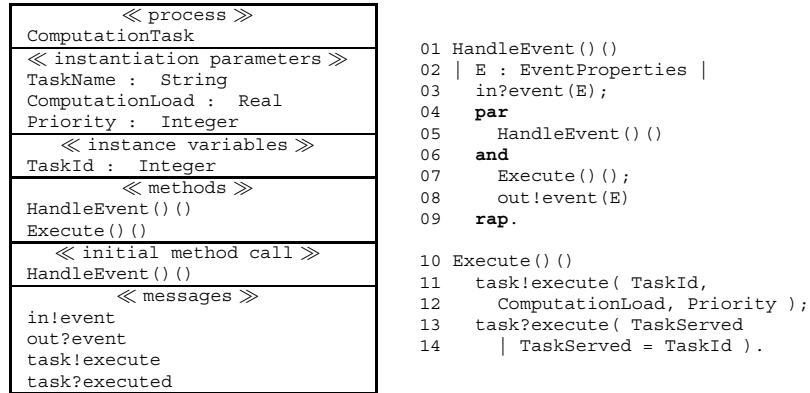 ≪ process ≫
ComputationTask
≪ instantiation parameters ≫
TaskName : String
ComputationLoad : Real
Priority : Integer
≪ instance variables ≫
TaskId : Integer
≪ methods ≫
HandleEvent()()
Execute()()
≪ initial method call ≫
HandleEvent()()
≪ messages ≫
in!event
out?event
task!execute
task?executed
01 HandleEvent()()
02 | E : EventProperties |
03 in?event(E);
04 par
05 HandleEvent()()
06 and
07 Execute()();
08 out!event(E)
09 rap.
10 Execute()()
11 task!execute( TaskId,
12 ComputationLoad, Priority );
13 task?execute( TaskServed
14 | TaskServed = TaskId ).